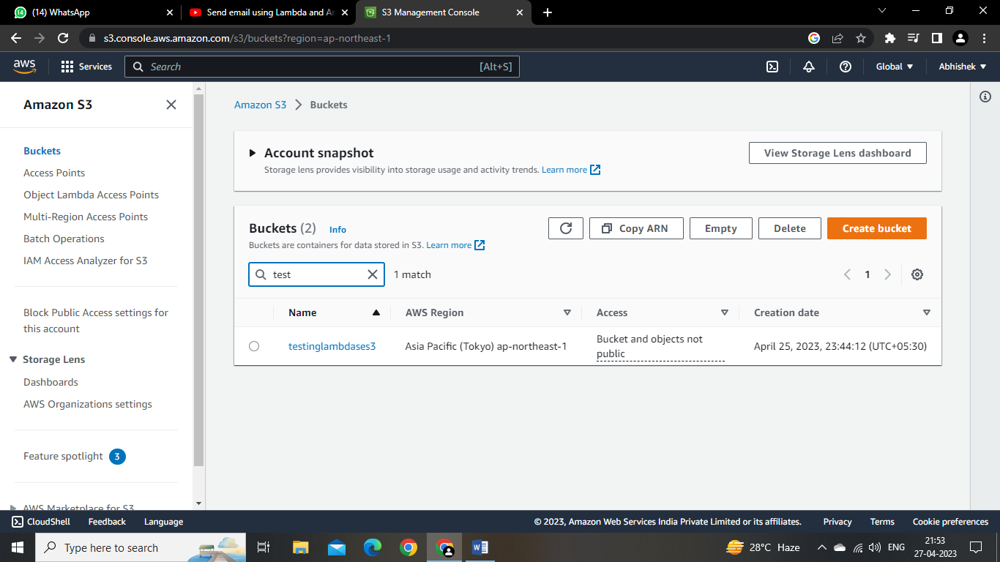 (14) WhatsApp
Send email using Lambda and Am
S3 Management Console
s3.console.aws.amazon.com/s3/buckets?region=ap-northeast-1
aws
Services
Search
[Alt+S]
Global
Abhishek
Amazon S3
Buckets
Access Points
Object Lambda Access Points
Multi-Region Access Points
Batch Operations
IAM Access Analyzer for S3
Block Public Access settings for
this account
Storage Lens
Dashboards
AWS Organizations settings
Feature spotlight 3
AWS Marketplace for S3
Amazon S3 > Buckets
Account snapshot
Storage lens provides visibility into storage usage and activity trends. Learn more
View Storage Lens dashboard
Buckets (2) Info
Buckets are containers for data stored in S3. Learn more
Copy ARN
Empty
Delete
Create bucket
test
1 match
1
Name AWS Region Access Creation date
testinglambdases3 Asia Pacific (Tokyo) ap-northeast-1 Bucket and objects not
public
April 25, 2023, 23:44:12 (UTC+05:30)
CloudShell Feedback Language
© 2023, Amazon Web Services India Private Limited or its affiliates. Privacy Terms Cookie preferences
Type here to search
28°C Haze
ENG
21:53
27-04-2023